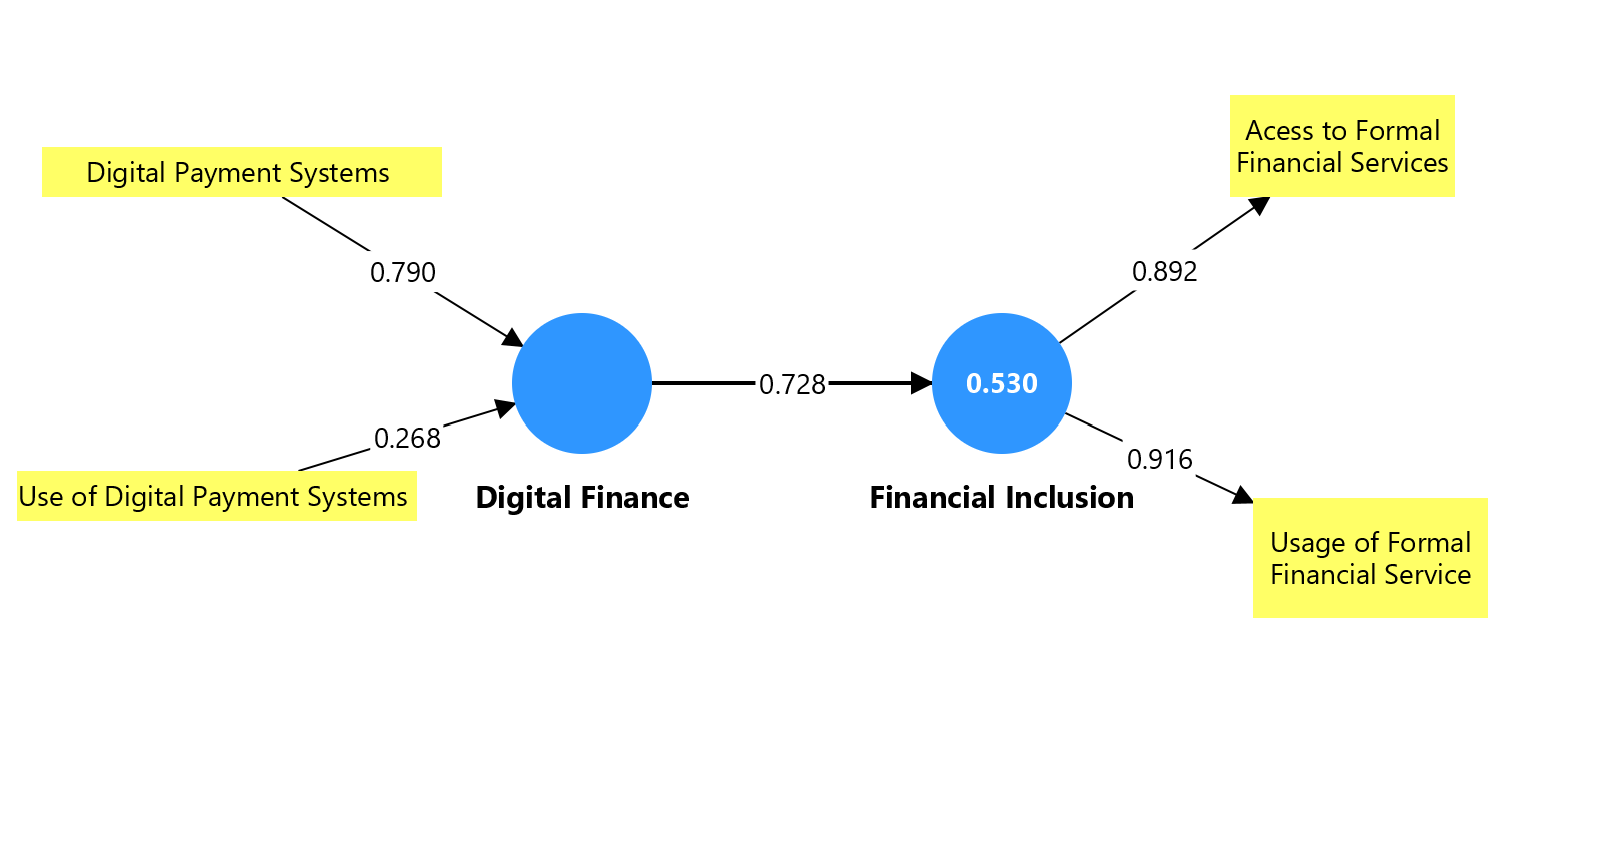 Acess to Formal
Financial Services
Digital Payment Systems
0.790
0.892
0.728
0.530
0.268
0.916
Use of Digital Payment Systems
Digital Finance
Financial Inclusion
Usage of Formal
Financial Service